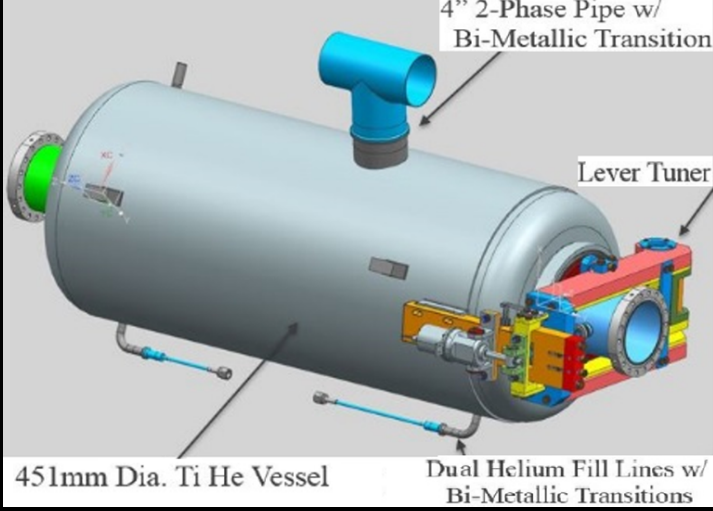 4” 2-Phase Pipe w/
Bi-Metallic Transition
Lever Tuner
451mm Dia. Ti He Vessel
Dual Helium Fill Lines w/
Bi-Metallic Transitions